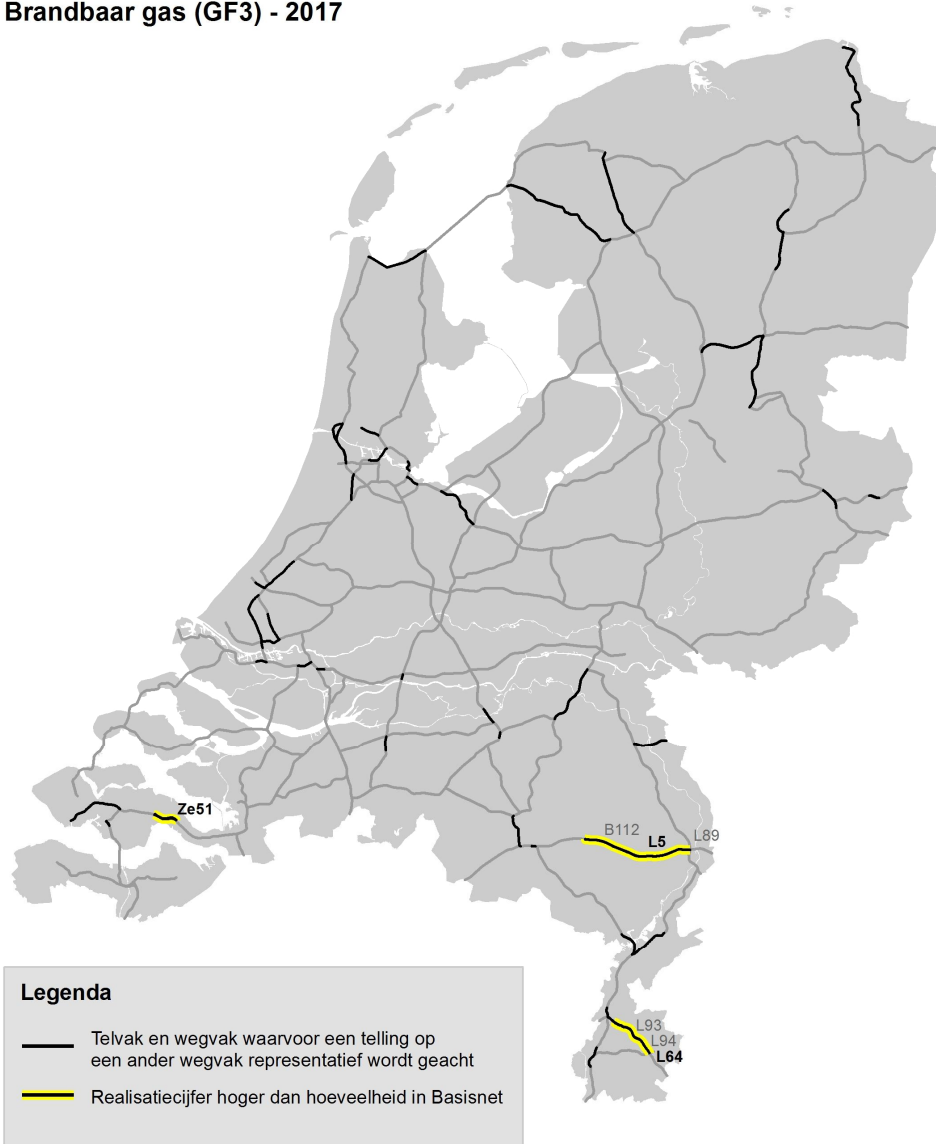 Brandbaar gas (GF3) - 2017
Ze51
B112
L5
L89
L93
L94
L64
Legenda
Telvak en wegvak waarvoor een telling op
een ander wegvak representatief wordt geacht
Realisatiecijfer hoger dan hoeveelheid in Basisnet